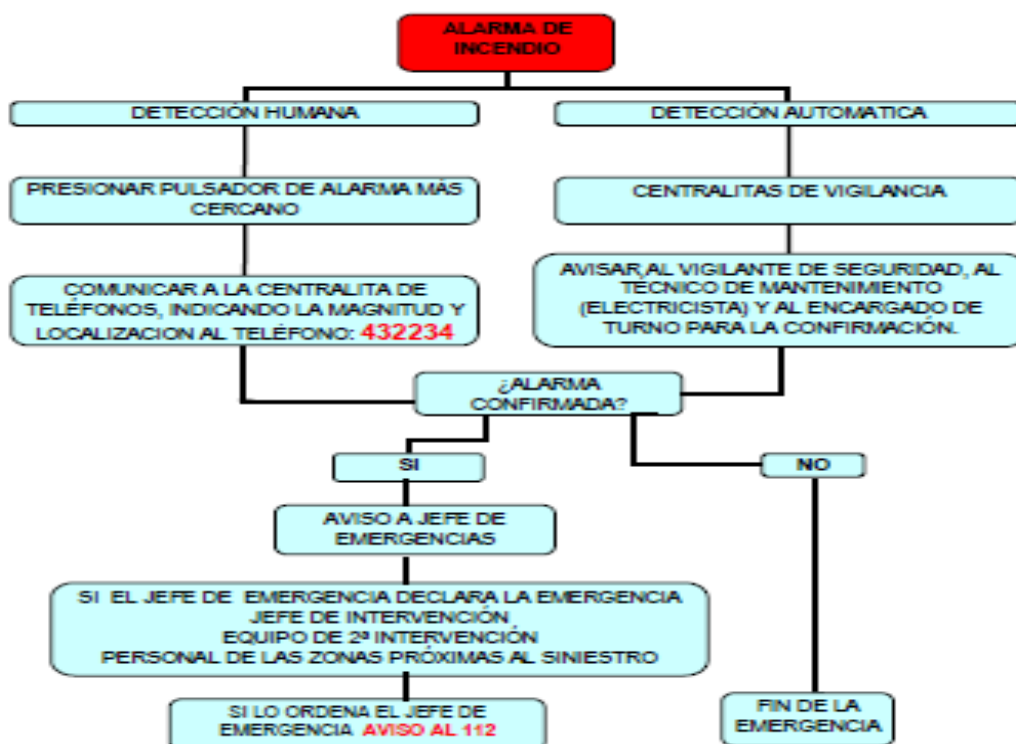 ALARMA DE
INCENDIO
DETECCIÓN HUMANA
DETECCIÓN AUTOMATICA
PRESIONAR PULSADOR DE ALARMA MÁS
CERCANO
CENTRALITAS DE VIGILANCIA
COMUNICAR A LA CENTRALITA DE
TELÉFONOS, INDICANDO LA MAGNITUD Y
LOCALIZACION AL TELÉFONO: 432234
AVISAR AL VIGILANTE DE SEGURIDAD, AL
TÉCNICO DE MANTENIMIENTO
(ELECTRICISTA) Y AL ENCARGADO DE
TURNO PARA LA CONFIRMACIÓN.
¿ALARMA
CONFIRMADA?
SI
NO
AVISO A JEFE DE
EMERGENCIAS
SI EL JEFE DE EMERGENCIA DECLARA LA EMERGENCIA
JEFE DE INTERVENCIÓN
EQUIPO DE 2ª INTERVENCIÓN
PERSONAL DE LAS ZONAS PRÓXIMAS AL SINIESTRO
SI LO ORDENA EL JEFE DE
EMERGENCIA AVISO AL 112
FIN DE LA
EMERGENCIA